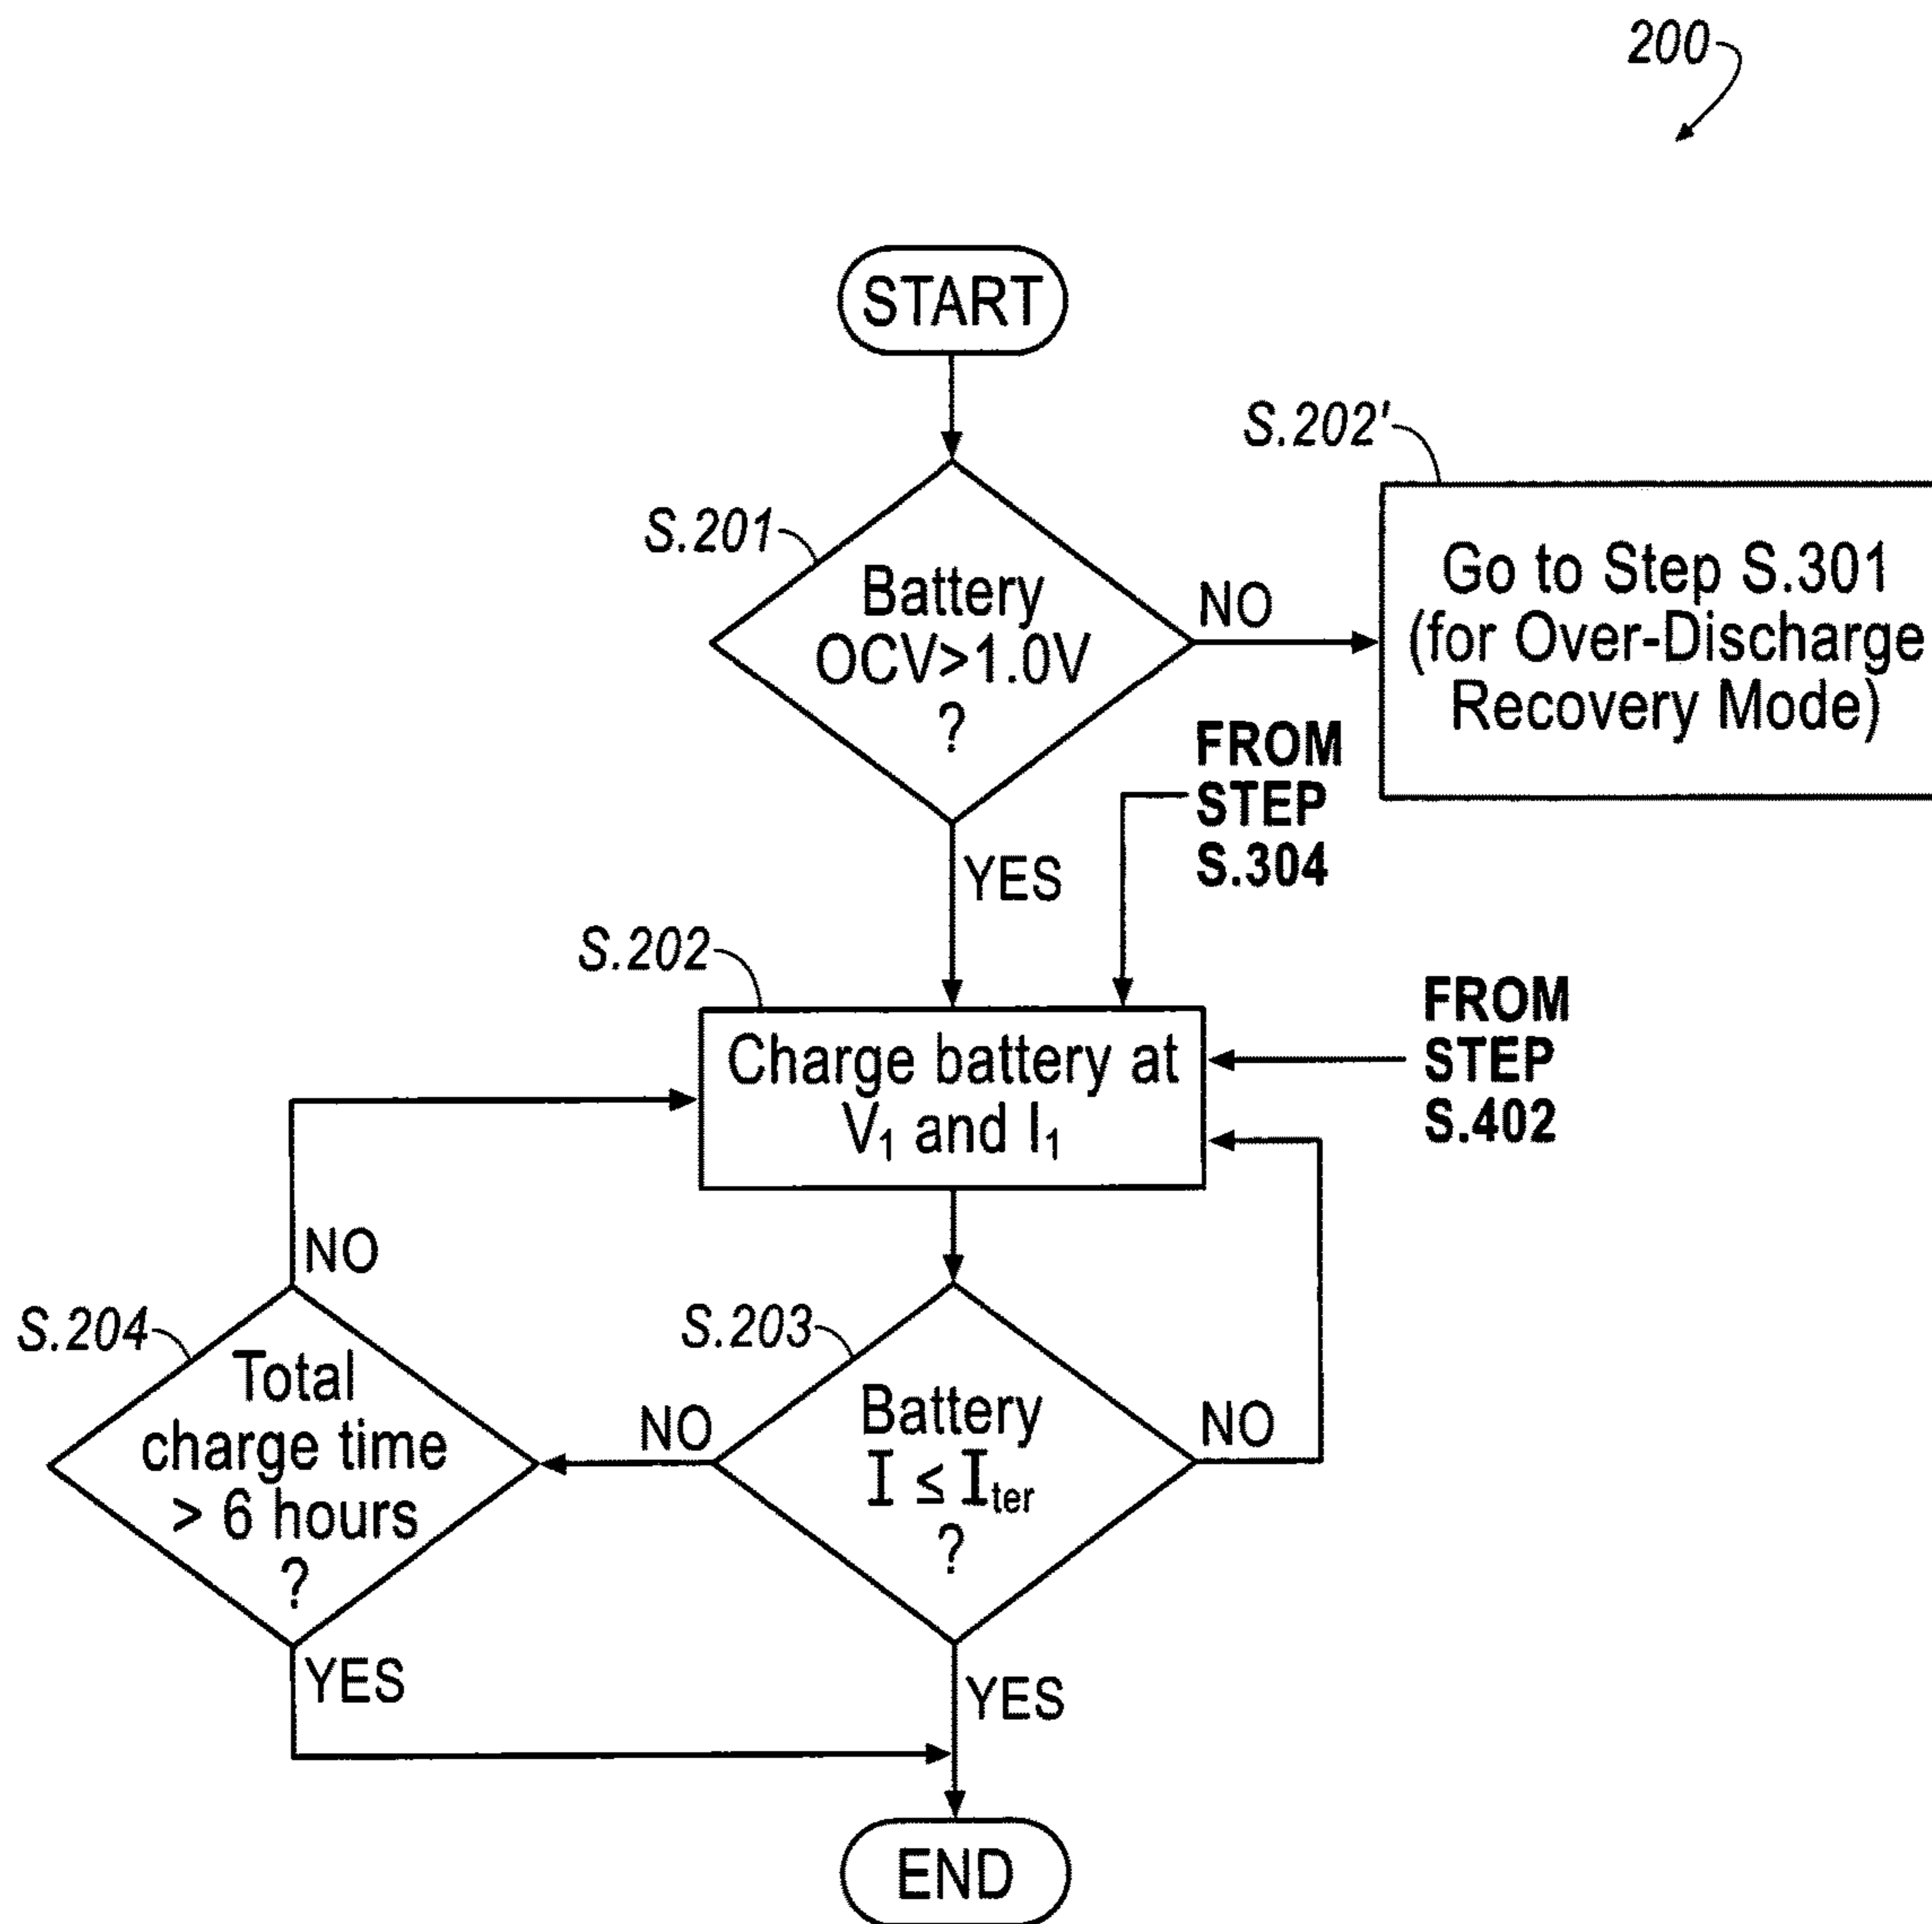 200
START
S.202'
S.201
Battery
OCV>1.0V
?
NO
Go to Step S.301
(for Over-Discharge
Recovery Mode)
FROM
STEP
S.304
YES
S.202
Charge battery at
V₁ and I₁
FROM
STEP
S.402
NO
S.204
Total
charge time
> 6 hours
?
NO
S.203
Battery
I ≤ Iter
?
NO
YES
YES
END